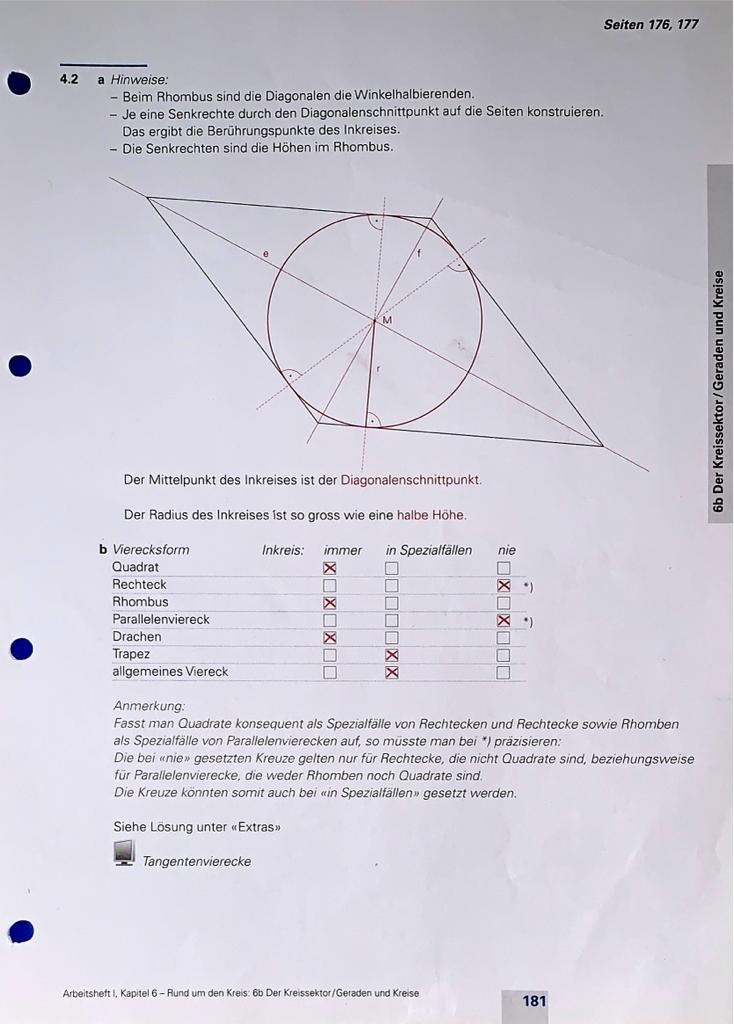 Seiten 176, 177
4.2 a Hinweise:
– Beim Rhombus sind die Diagonalen die Winkelhalbierenden.
– Je eine Senkrechte durch den Diagonalenschnittpunkt auf die Seiten konstruieren.
Das ergibt die Berührungspunkte des Inkreises.
– Die Senkrechten sind die Höhen im Rhombus.
e
f
M
r
Der Mittelpunkt des Inkreises ist der Diagonalenschnittpunkt.
Der Radius des Inkreises ist so gross wie eine halbe Höhe.
b Vierecksform Inkreis: immer in Spezialfällen nie
Quadrat
Rechteck *)
Rhombus
Parallelenviereck *)
Drachen
Trapez
allgemeines Viereck
Anmerkung:
Fasst man Quadrate konsequent als Spezialfälle von Rechtecken und Rechtecke sowie Rhomben
als Spezialfälle von Parallelenvierecken auf, so müsste man bei *) präzisieren:
Die bei «nie» gesetzten Kreuze gelten nur für Rechtecke, die nicht Quadrate sind, beziehungsweise
für Parallelenvierecke, die weder Rhomben noch Quadrate sind.
Die Kreuze könnten somit auch bei «in Spezialfällen» gesetzt werden.
Siehe Lösung unter «Extras»
Tangentenvierecke
6b Der Kreissektor/Geraden und Kreise
Arbeitsheft I, Kapitel 6 – Rund um den Kreis: 6b Der Kreissektor/Geraden und Kreise
181